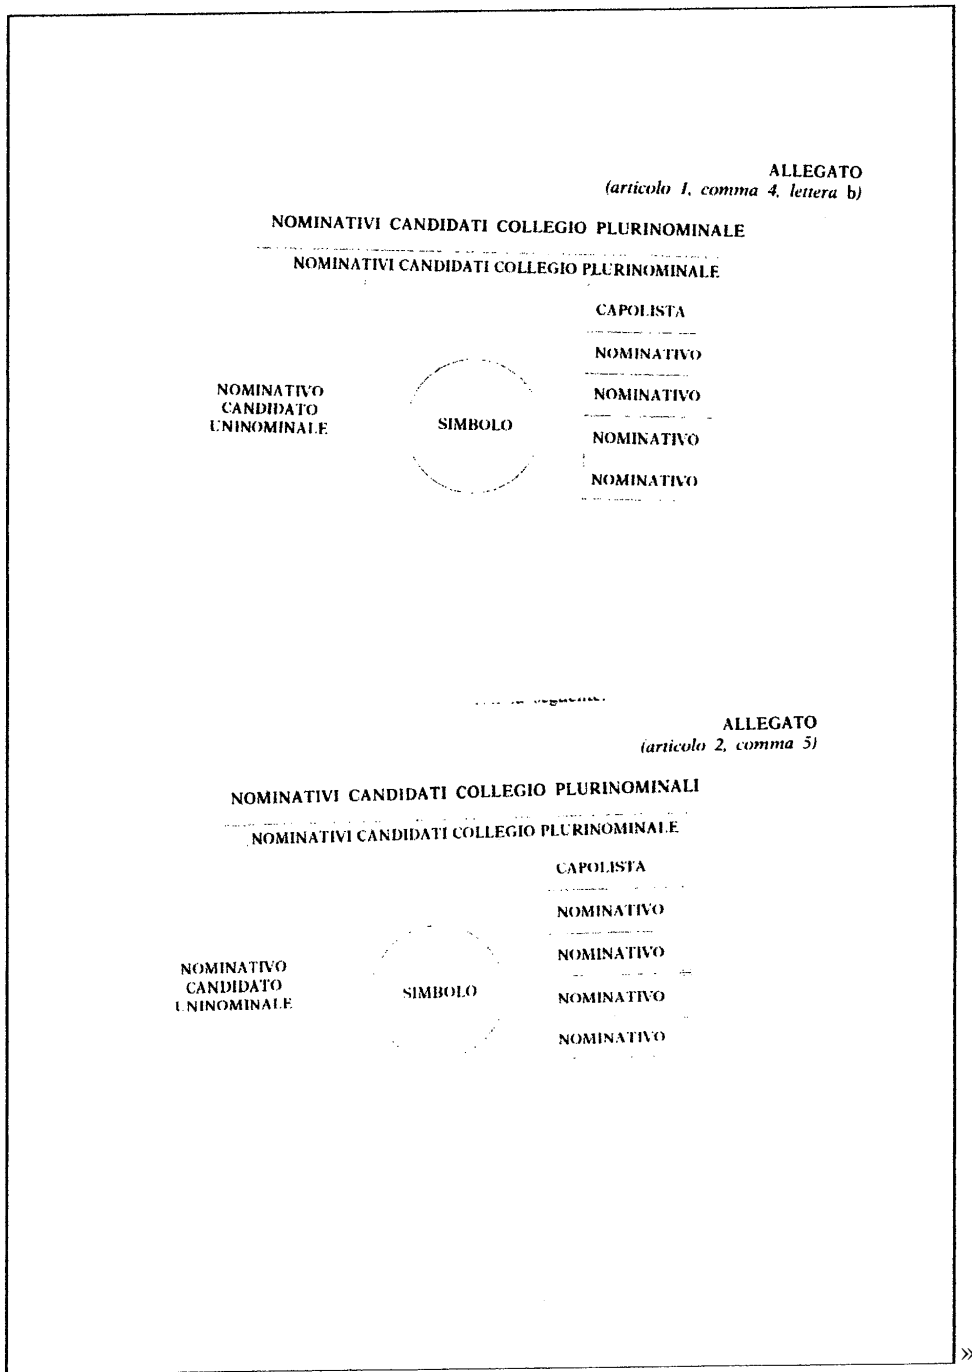 ALLEGATO
(articolo 1, comma 4, lettera b)
NOMINATIVI CANDIDATI COLLEGIO PLURINOMINALE
NOMINATIVI CANDIDATI COLLEGIO PLURINOMINALE
CAPOLISTA
NOMINATIVO
NOMINATIVO
NOMINATIVO
NOMINATIVO
NOMINATIVO
CANDIDATO
UNINOMINALE
SIMBOLO
seguente:
ALLEGATO
(articolo 2, comma 5)
NOMINATIVI CANDIDATI COLLEGIO PLURINOMINALI
NOMINATIVI CANDIDATI COLLEGIO PLURINOMINALE
CAPOLISTA
NOMINATIVO
NOMINATIVO
NOMINATIVO
NOMINATIVO
NOMINATIVO
CANDIDATO
UNINOMINALE
SIMBOLO
»